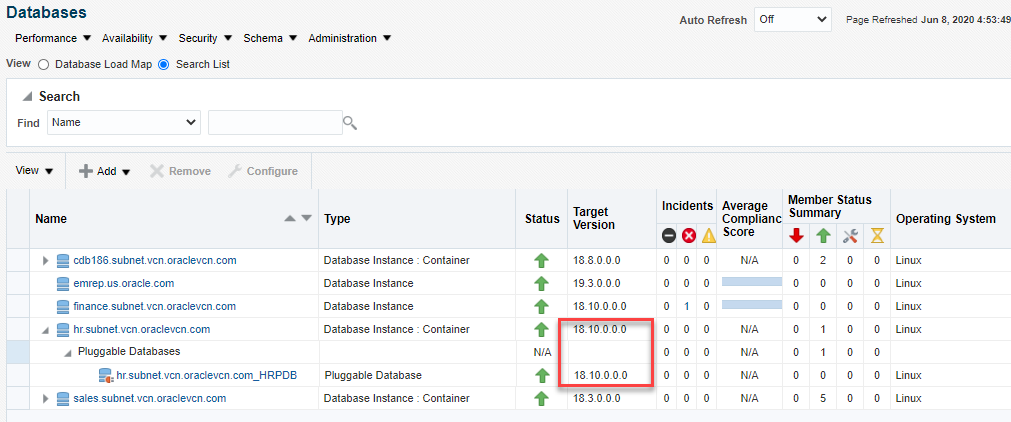 Databases
Auto Refresh Off Page Refreshed Jun 8, 2020 4:53:49
Performance Availability Security Schema Administration
View Database Load Map Search List
Search
Find Name
View Add Remove Configure
Name Type Status Target Version Incidents Average Complianc Score Member Status Summary Operating System
cdb186.subnet.vcn.oraclevcn.com Database Instance : Container 18.8.0.0.0 0 0 0 N/A 0 2 0 0 Linux
emrep.us.oracle.com Database Instance 19.3.0.0.0 0 0 0 0 0 0 0 Linux
finance.subnet.vcn.oraclevcn.com Database Instance 18.10.0.0.0 0 1 0 0 0 0 0 Linux
hr.subnet.vcn.oraclevcn.com Database Instance : Container 18.10.0.0.0 0 0 0 N/A 0 1 0 0 Linux
Pluggable Databases N/A 0 0 0 N/A 0 1 0 0
hr.subnet.vcn.oraclevcn.com_HRPDB Pluggable Database 18.10.0.0.0 0 0 0 N/A 0 0 0 0 Linux
sales.subnet.vcn.oraclevcn.com Database Instance : Container 18.3.0.0.0 0 0 0 N/A 0 5 0 0 Linux